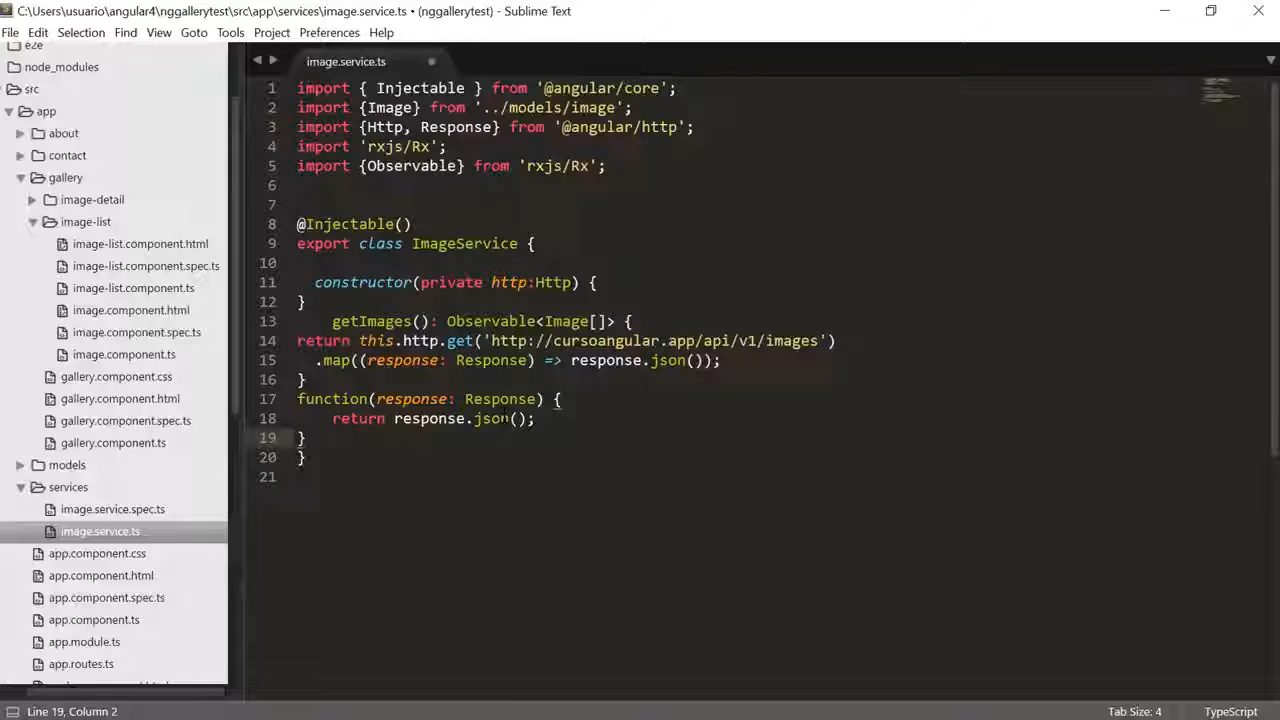 C:\Users\usuario\angular4\nggallerytest\src\app\services\image.service.ts • (nggallerytest) - Sublime Text
File Edit Selection Find View Goto Tools Project Preferences Help
e2e
node_modules
src
app
about
contact
gallery
image-detail
image-list
image-list.component.html
image-list.component.spec.ts
image-list.component.ts
image.component.html
image.component.spec.ts
image.component.ts
gallery.component.css
gallery.component.html
gallery.component.spec.ts
gallery.component.ts
models
services
image.service.spec.ts
image.service.ts
app.component.css
app.component.html
app.component.spec.ts
app.component.ts
app.module.ts
app.routes.ts
image.service.ts
1 import { Injectable } from '@angular/core';
2 import {Image} from '../models/image';
3 import {Http, Response} from '@angular/http';
4 import 'rxjs/Rx';
5 import {Observable} from 'rxjs/Rx';
6
7
8 @Injectable()
9 export class ImageService {
10
11 constructor(private http:Http) {
12 }
13 getImages(): Observable<Image[]> {
14 return this.http.get('http://cursoangular.app/api/v1/images')
15 .map((response: Response) => response.json());
16 }
17 function(response: Response) {
18 return response.json();
19 }
20 }
21
Line 19, Column 2
Tab Size: 4
TypeScript